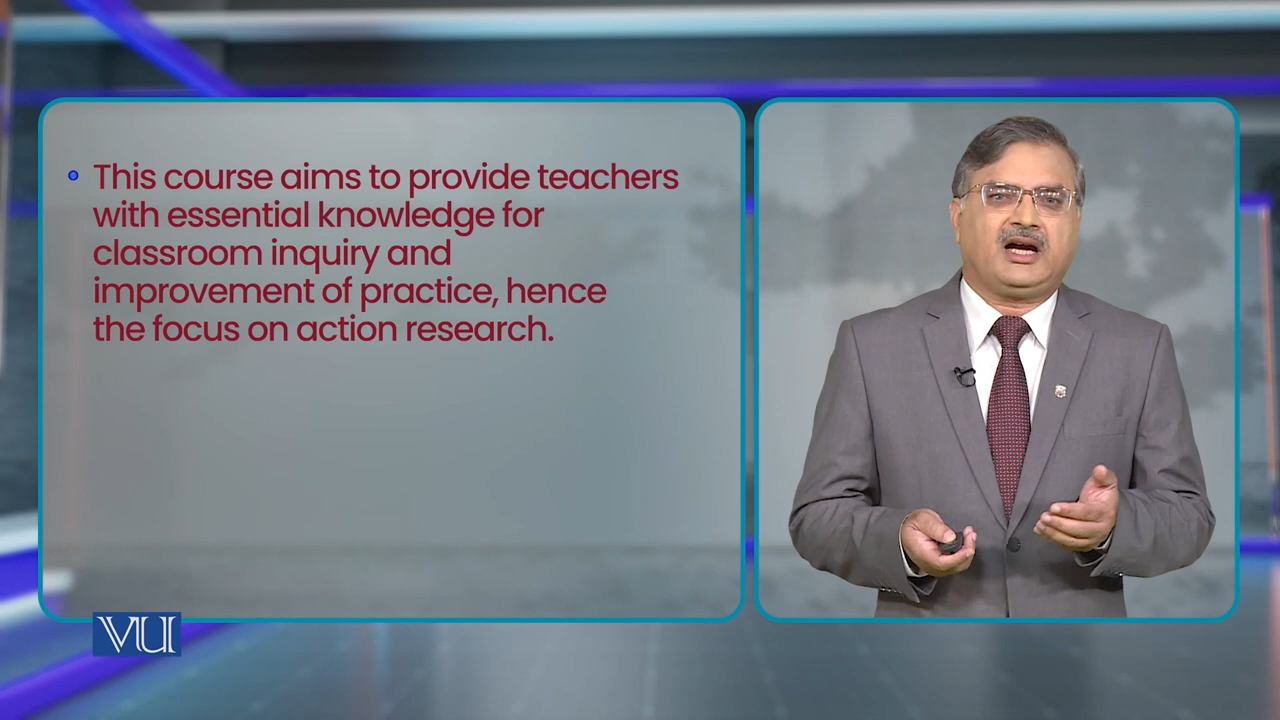 This course aims to provide teachers
with essential knowledge for
classroom inquiry and
improvement of practice, hence
the focus on action research.
VU